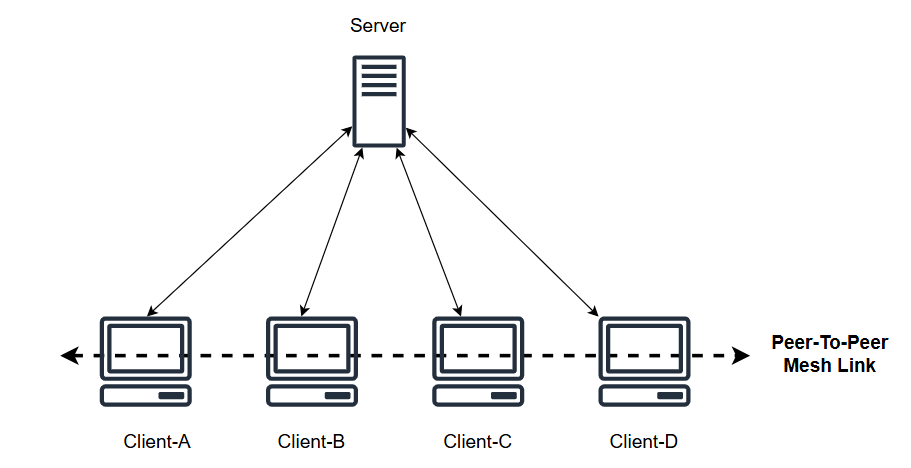 Server
Peer-To-Peer
Mesh Link
Client-A
Client-B
Client-C
Client-D